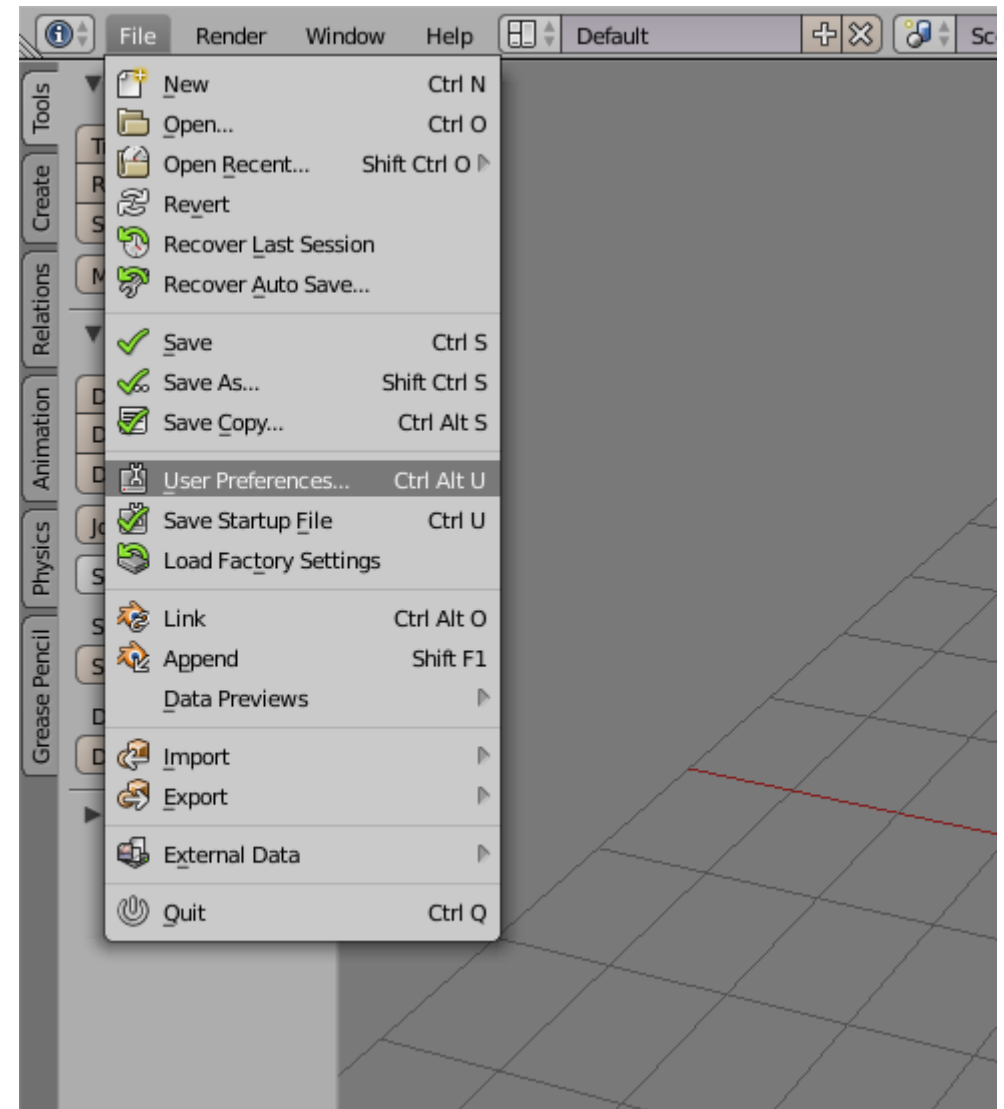 File Render Window Help Default Sc
New Ctrl N
Open... Ctrl O
Open Recent... Shift Ctrl O
Revert
Recover Last Session
Recover Auto Save...
Save Ctrl S
Save As... Shift Ctrl S
Save Copy... Ctrl Alt S
User Preferences... Ctrl Alt U
Save Startup File Ctrl U
Load Factory Settings
Link Ctrl Alt O
Append Shift F1
Data Previews
Import
Export
External Data
Quit Ctrl Q
Tools
Create
Relations
Animation
Physics
Grease Pencil
T
R
S
M
D
D
D
Jo
S
S
S
D
D